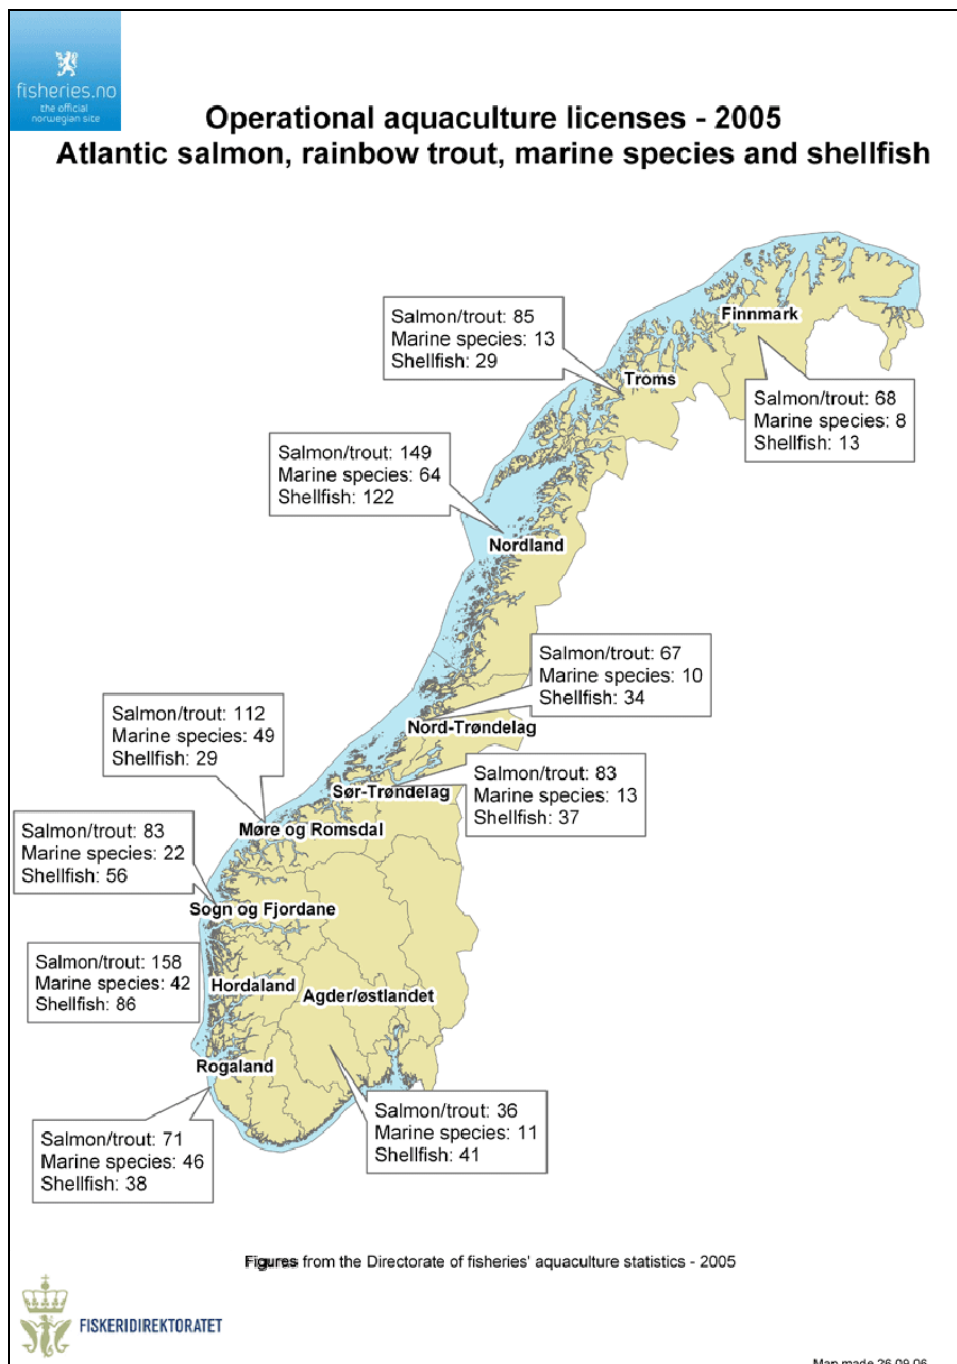 fisheries.no
the official
norwegian site
Operational aquaculture licenses - 2005
Atlantic salmon, rainbow trout, marine species and shellfish
Finnmark
Salmon/trout: 85
Marine species: 13
Shellfish: 29
Troms
Salmon/trout: 68
Marine species: 8
Shellfish: 13
Salmon/trout: 149
Marine species: 64
Shellfish: 122
Nordland
Salmon/trout: 67
Marine species: 10
Shellfish: 34
Nord-Trøndelag
Salmon/trout: 112
Marine species: 49
Shellfish: 29
Salmon/trout: 83
Marine species: 13
Shellfish: 37
Sør-Trøndelag
Møre og Romsdal
Salmon/trout: 83
Marine species: 22
Shellfish: 56
Sogn og Fjordane
Salmon/trout: 158
Marine species: 42
Shellfish: 86
Hordaland
Agder/østlandet
Rogaland
Salmon/trout: 36
Marine species: 11
Shellfish: 41
Salmon/trout: 71
Marine species: 46
Shellfish: 38
Figures from the Directorate of fisheries' aquaculture statistics - 2005
FISKERIDIREKTORATET
Map made 26.09.06